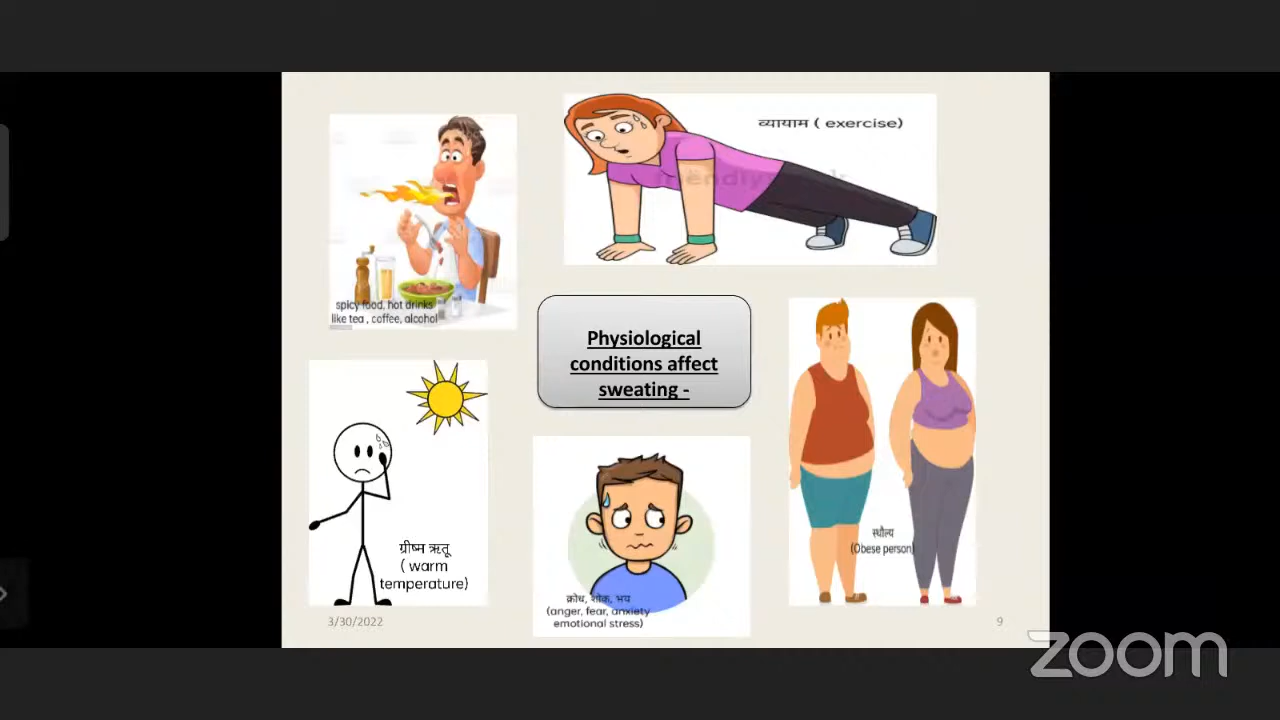 व्यायाम ( exercise)
spicy food, hot drinks
like tea , coffee, alcohol
Physiological
conditions affect
sweating -
ग्रीष्म ऋतू
( warm
temperature)
क्रोध, शोक, भय
(anger, fear, anxiety
emotional stress)
स्थौल्य
(Obese person)
3/30/2022
9
zoom